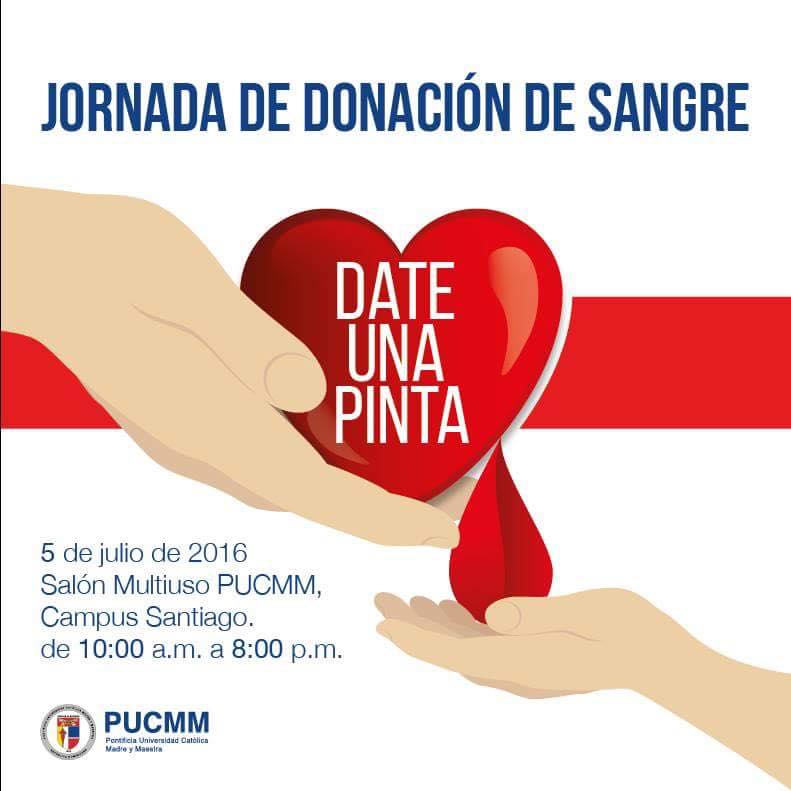 JORNADA DE DONACIÓN DE SANGRE
DATE
UNA
PINTA
5 de julio de 2016
Salón Multiuso PUCMM,
Campus Santiago.
de 10:00 a.m. a 8:00 p.m.
PUCMM
Pontificia Universidad Católica
Madre y Maestra